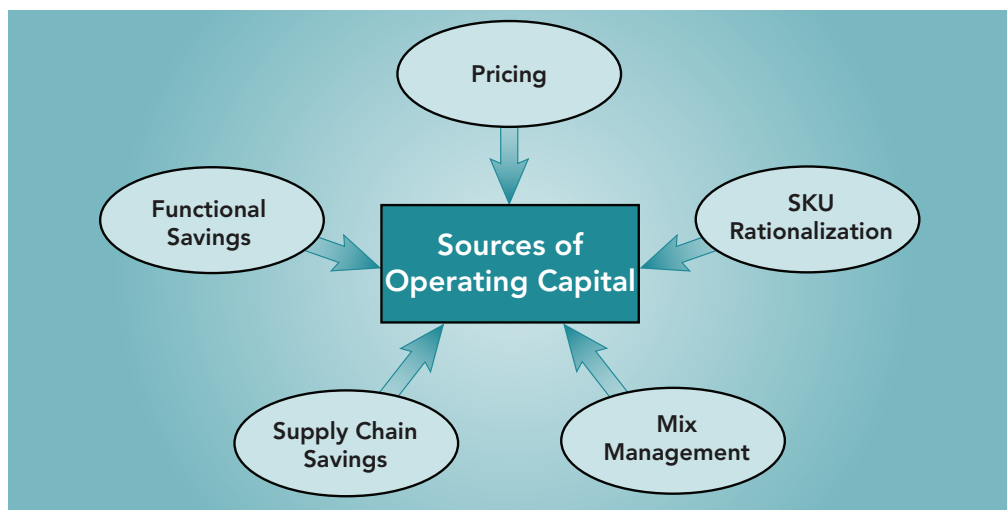 Pricing
Functional
Savings
SKU
Rationalization
Sources of
Operating Capital
Supply Chain
Savings
Mix
Management